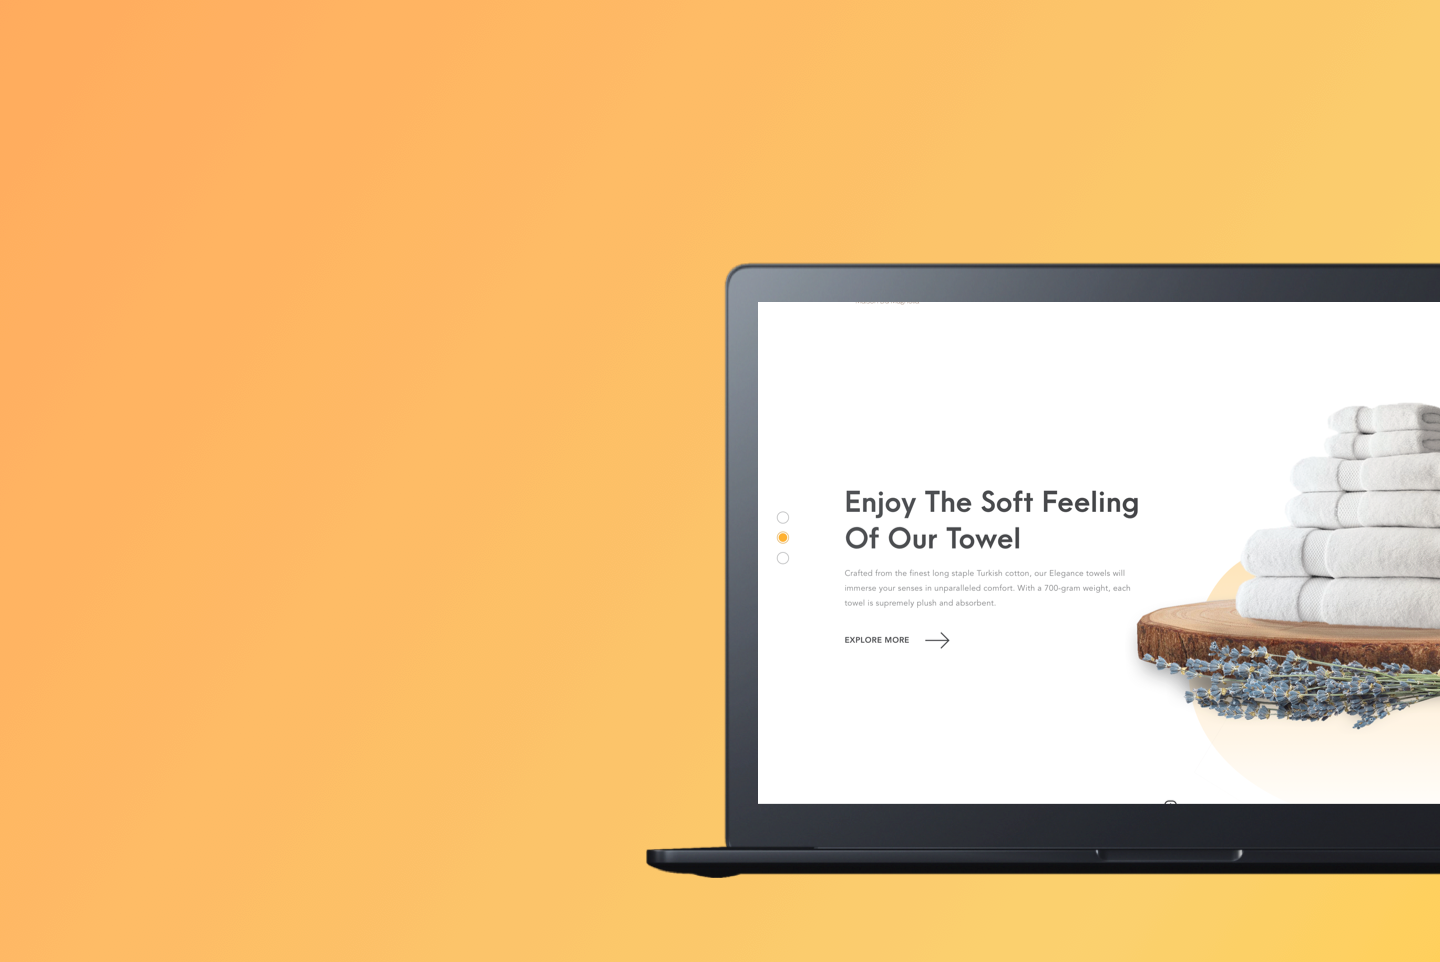 Enjoy The Soft Feeling
Of Our Towel
Crafted from the finest long staple Turkish cotton, our Elegance towels will
immerse your senses in unparalleled comfort. With a 700-gram weight, each
towel is supremely plush and absorbent.
EXPLORE MORE